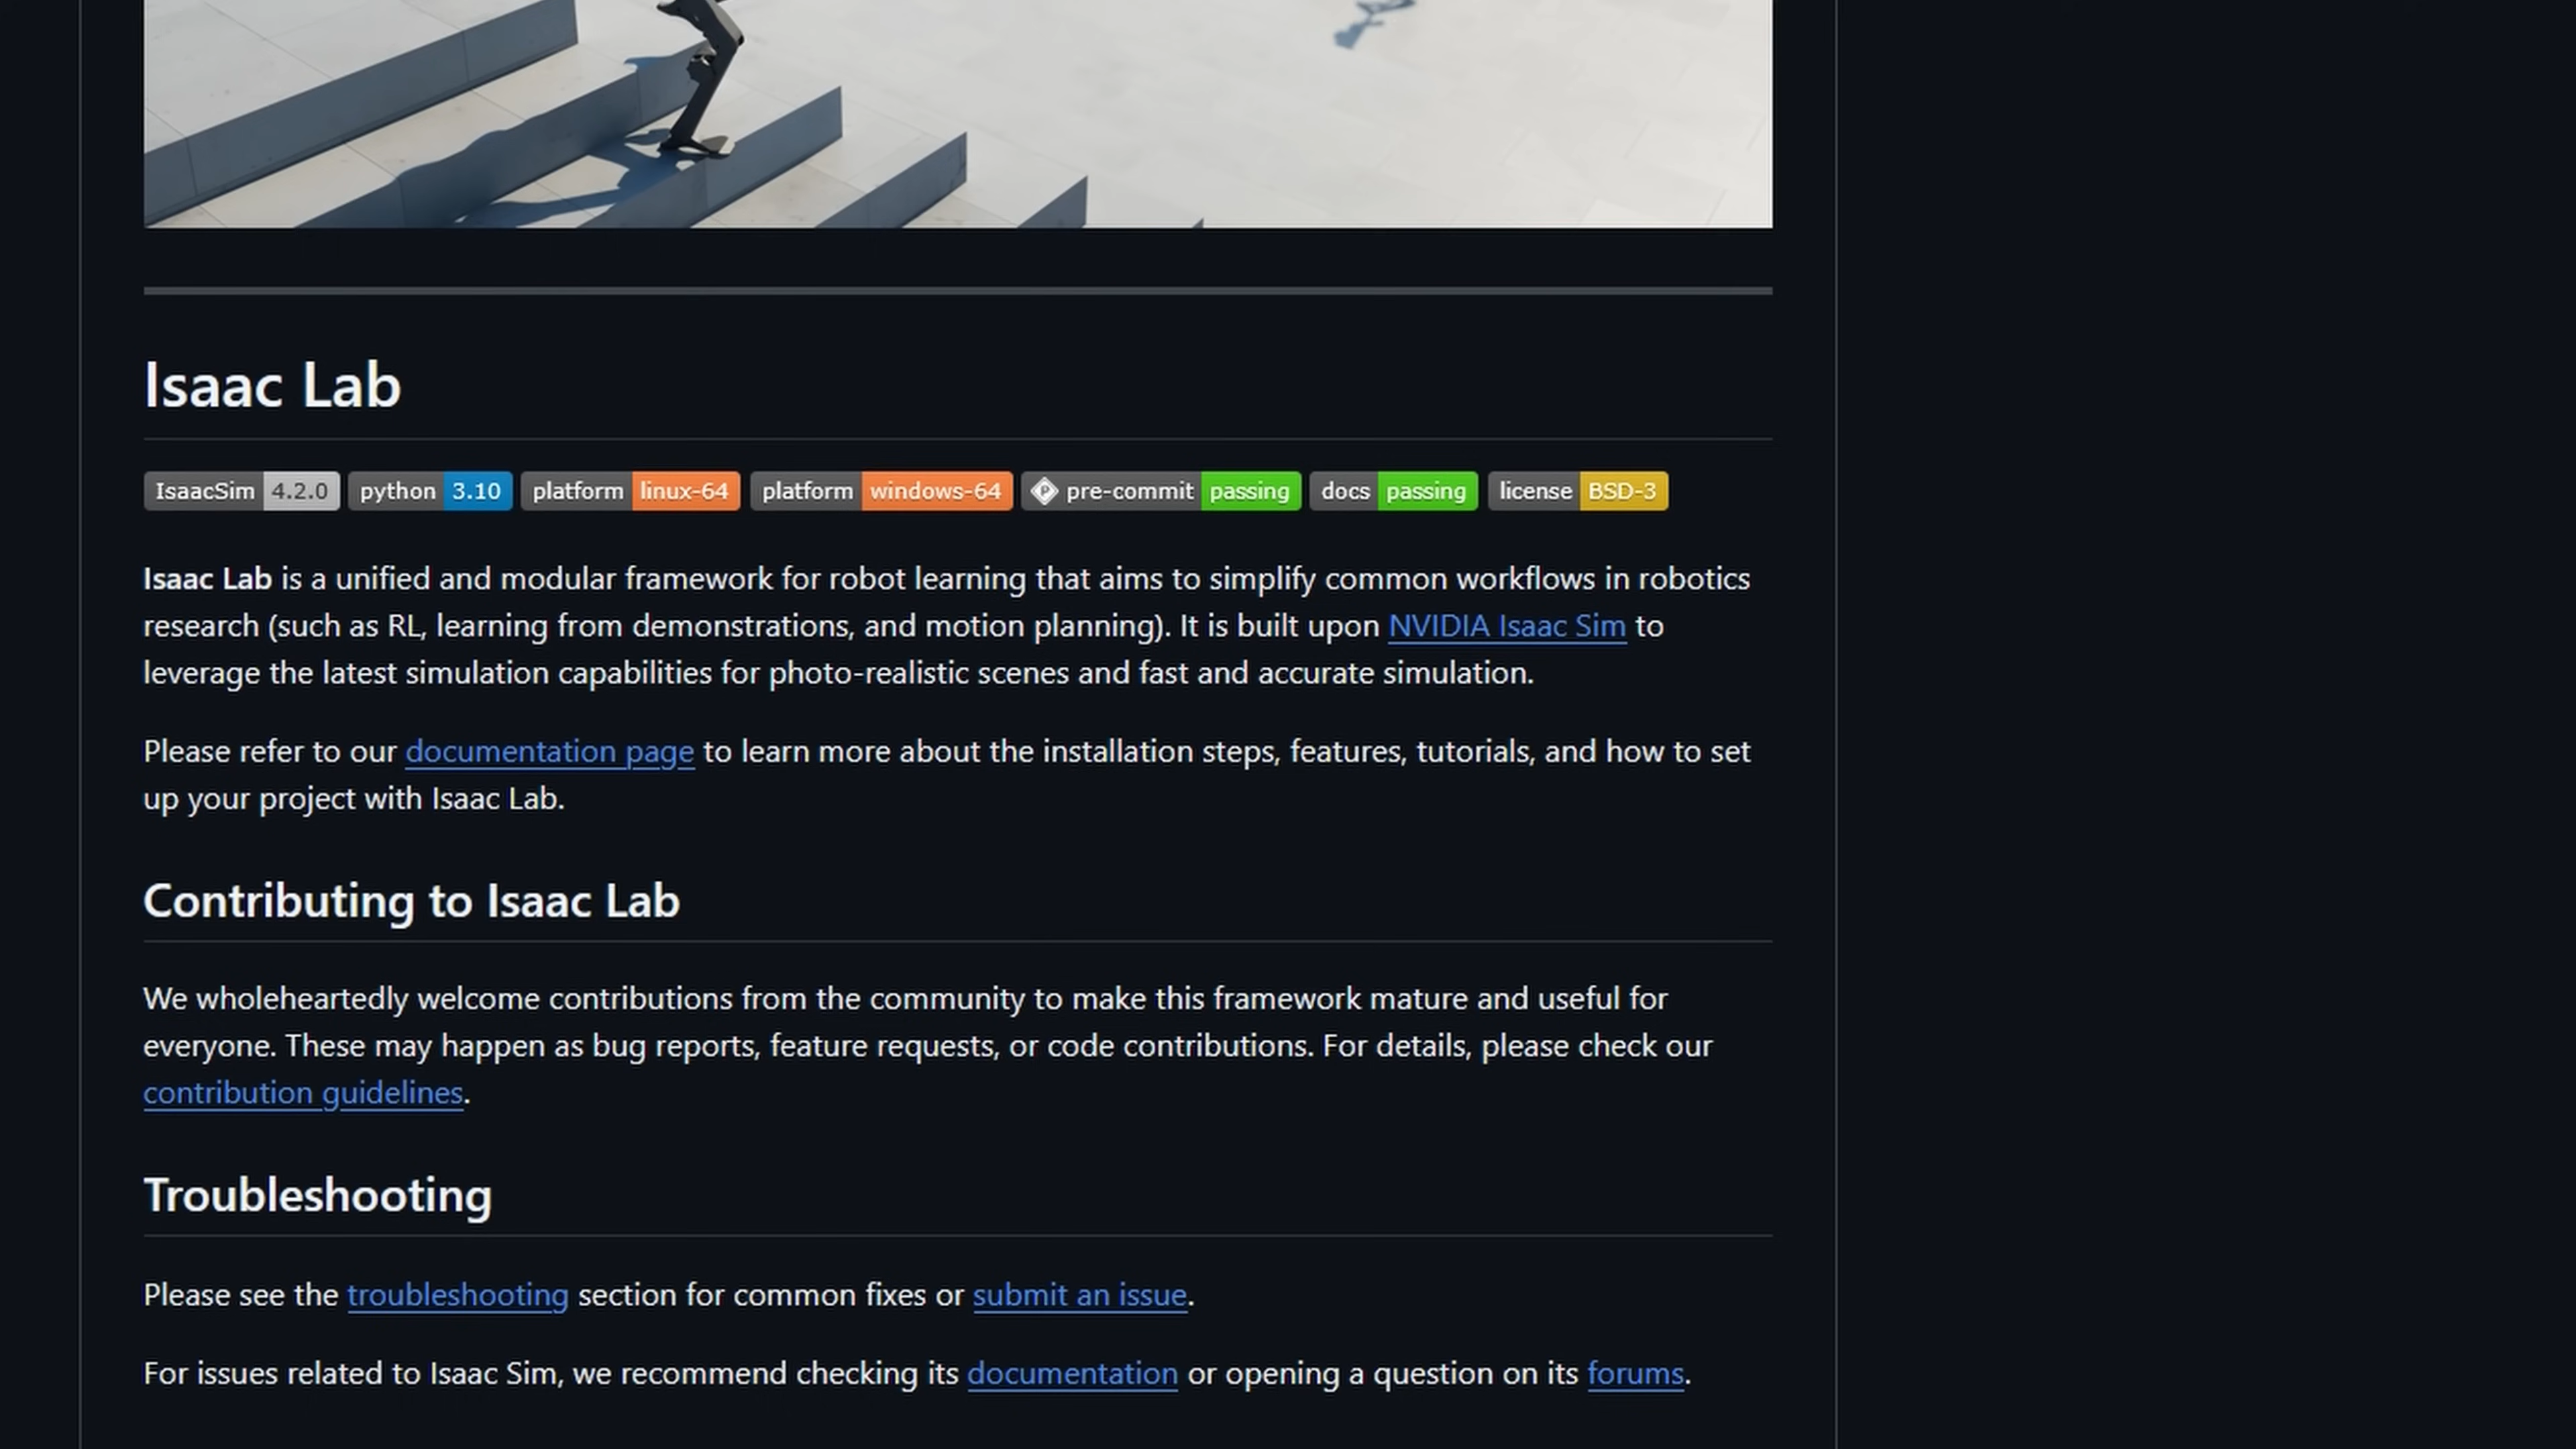 Isaac Lab
IsaacSim 4.2.0 python 3.10 platform linux-64 platform windows-64 pre-commit passing docs passing license BSD-3
Isaac Lab is a unified and modular framework for robot learning that aims to simplify common workflows in robotics
research (such as RL, learning from demonstrations, and motion planning). It is built upon NVIDIA Isaac Sim to
leverage the latest simulation capabilities for photo-realistic scenes and fast and accurate simulation.
Please refer to our documentation page to learn more about the installation steps, features, tutorials, and how to set
up your project with Isaac Lab.
Contributing to Isaac Lab
We wholeheartedly welcome contributions from the community to make this framework mature and useful for
everyone. These may happen as bug reports, feature requests, or code contributions. For details, please check our
contribution guidelines.
Troubleshooting
Please see the troubleshooting section for common fixes or submit an issue.
For issues related to Isaac Sim, we recommend checking its documentation or opening a question on its forums.